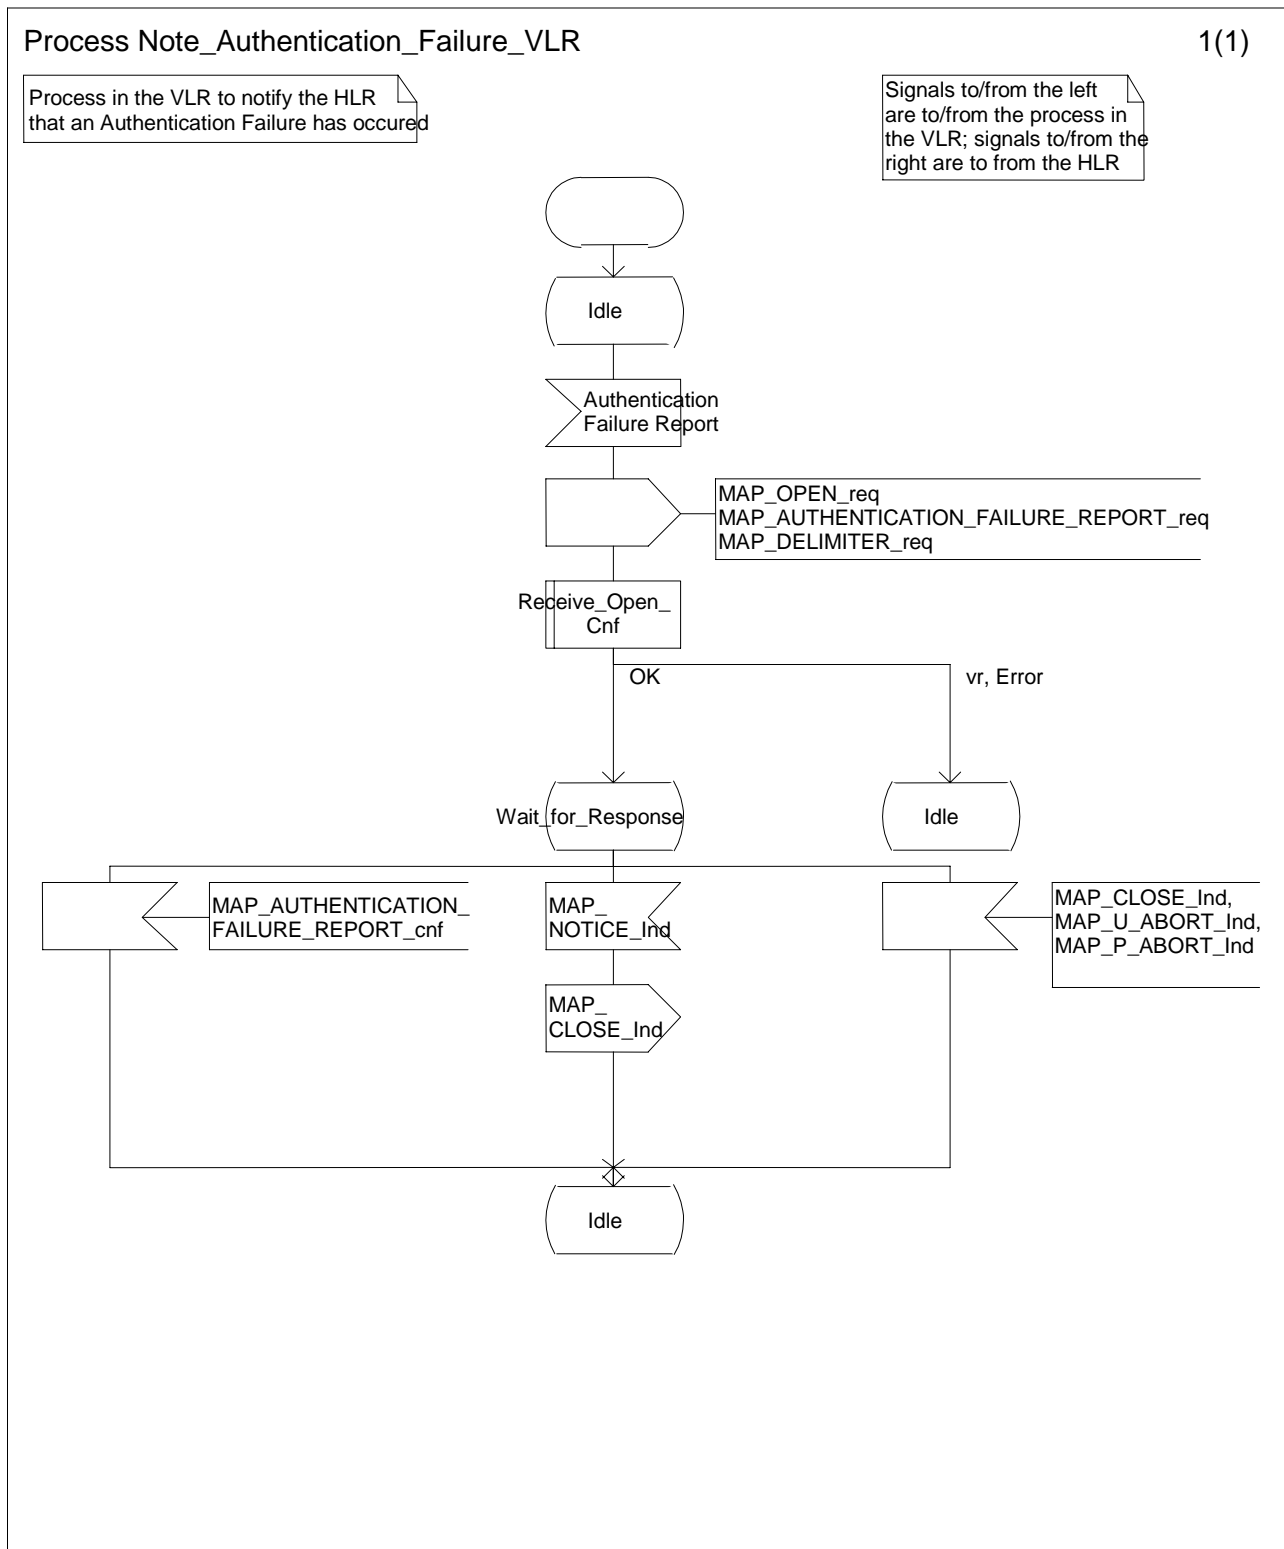 Process Note_Authentication_Failure_VLR
1(1)
Process in the VLR to notify the HLR
that an Authentication Failure has occured
Signals to/from the left
are to/from the process in
the VLR; signals to/from the
right are to from the HLR
Idle
Authentication
Failure Report
MAP_OPEN_req
MAP_AUTHENTICATION_FAILURE_REPORT_req
MAP_DELIMITER_req
Receive_Open_
Cnf
OK
vr, Error
Wait_for_Response
Idle
MAP_AUTHENTICATION_
FAILURE_REPORT_cnf
MAP_
NOTICE_Ind
MAP_CLOSE_Ind,
MAP_U_ABORT_Ind,
MAP_P_ABORT_Ind
MAP_
CLOSE_Ind
Idle